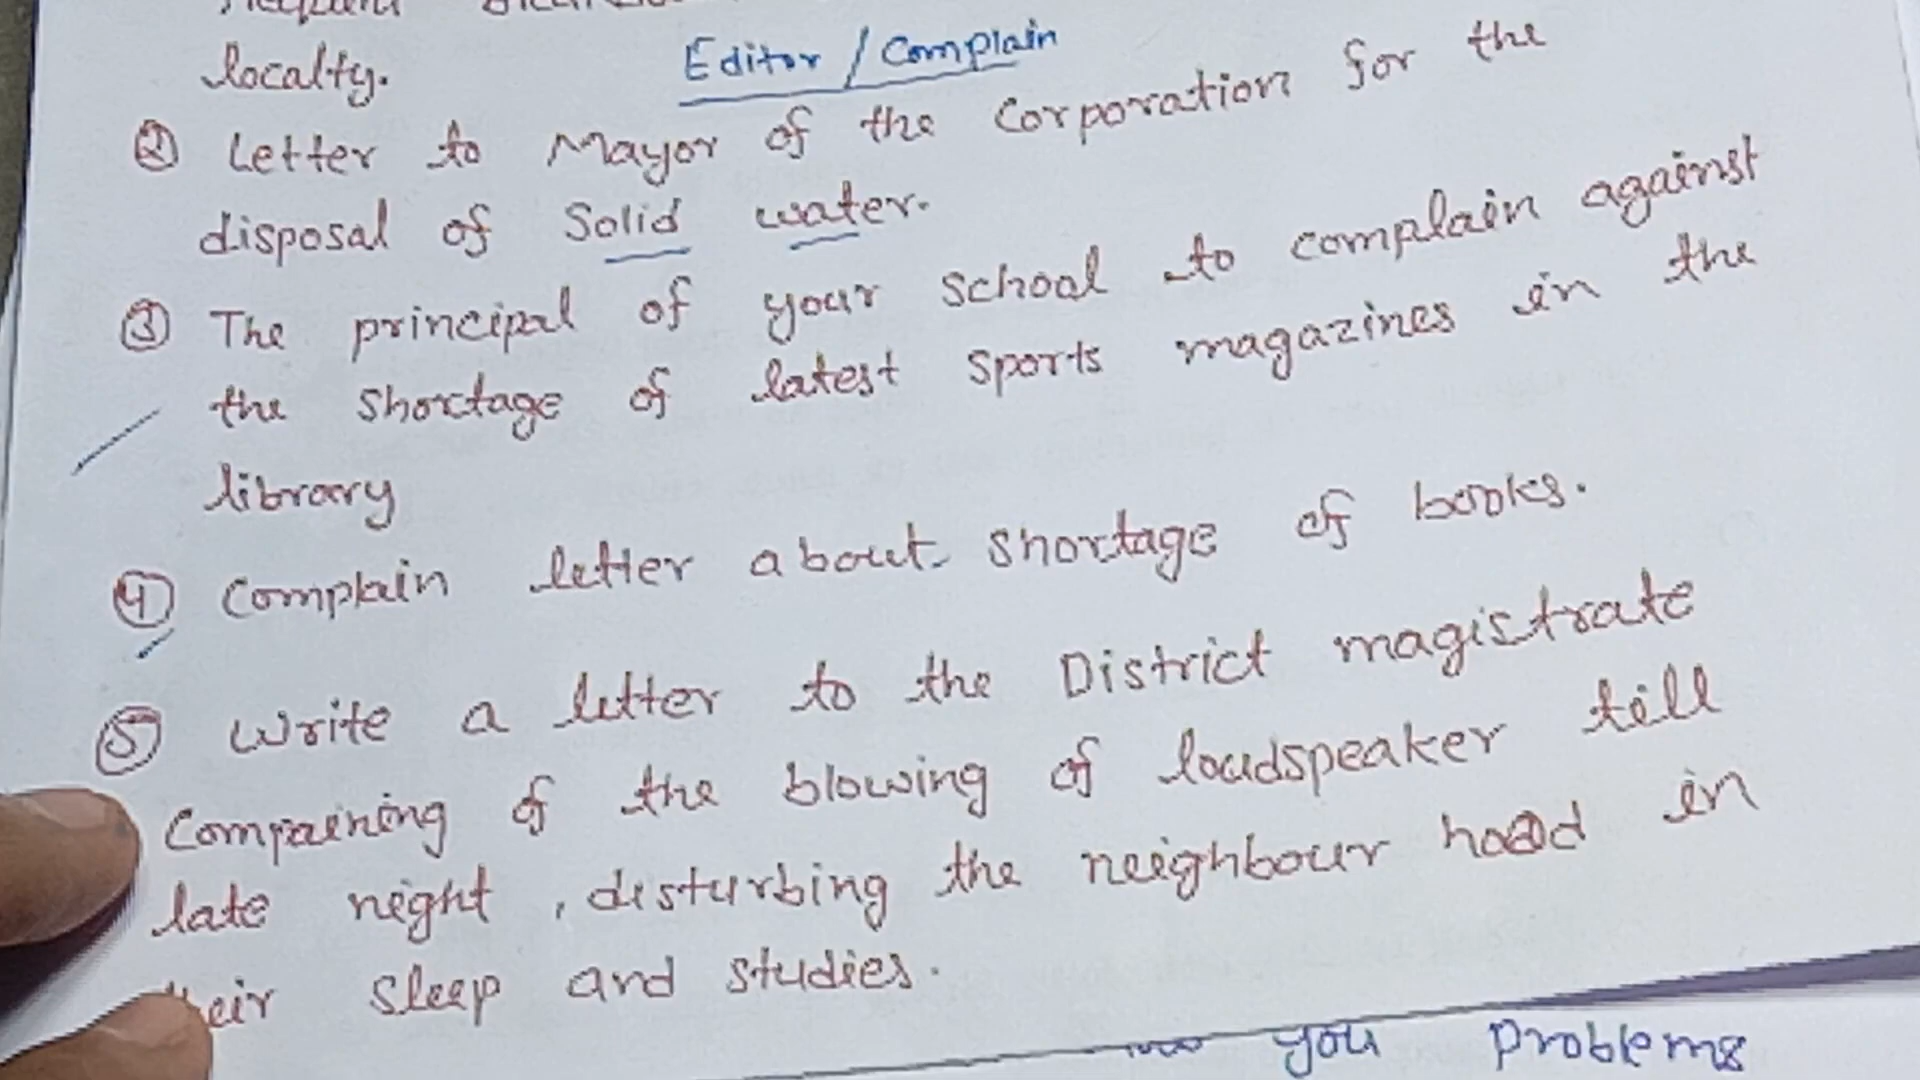 localty.
Editor / Complain
② Letter to Mayor of the Corporation for the
disposal of Solid water.
③ The principal of your school to complain against
the shortage of latest sports magazines in the
library
④ Complain letter about shortage of books.
⑤ Write a letter to the District magistrate
Compaening of the blowing of loudspeaker till
late night, disturbing the neighbour hood in
sleep and studies.
you problems